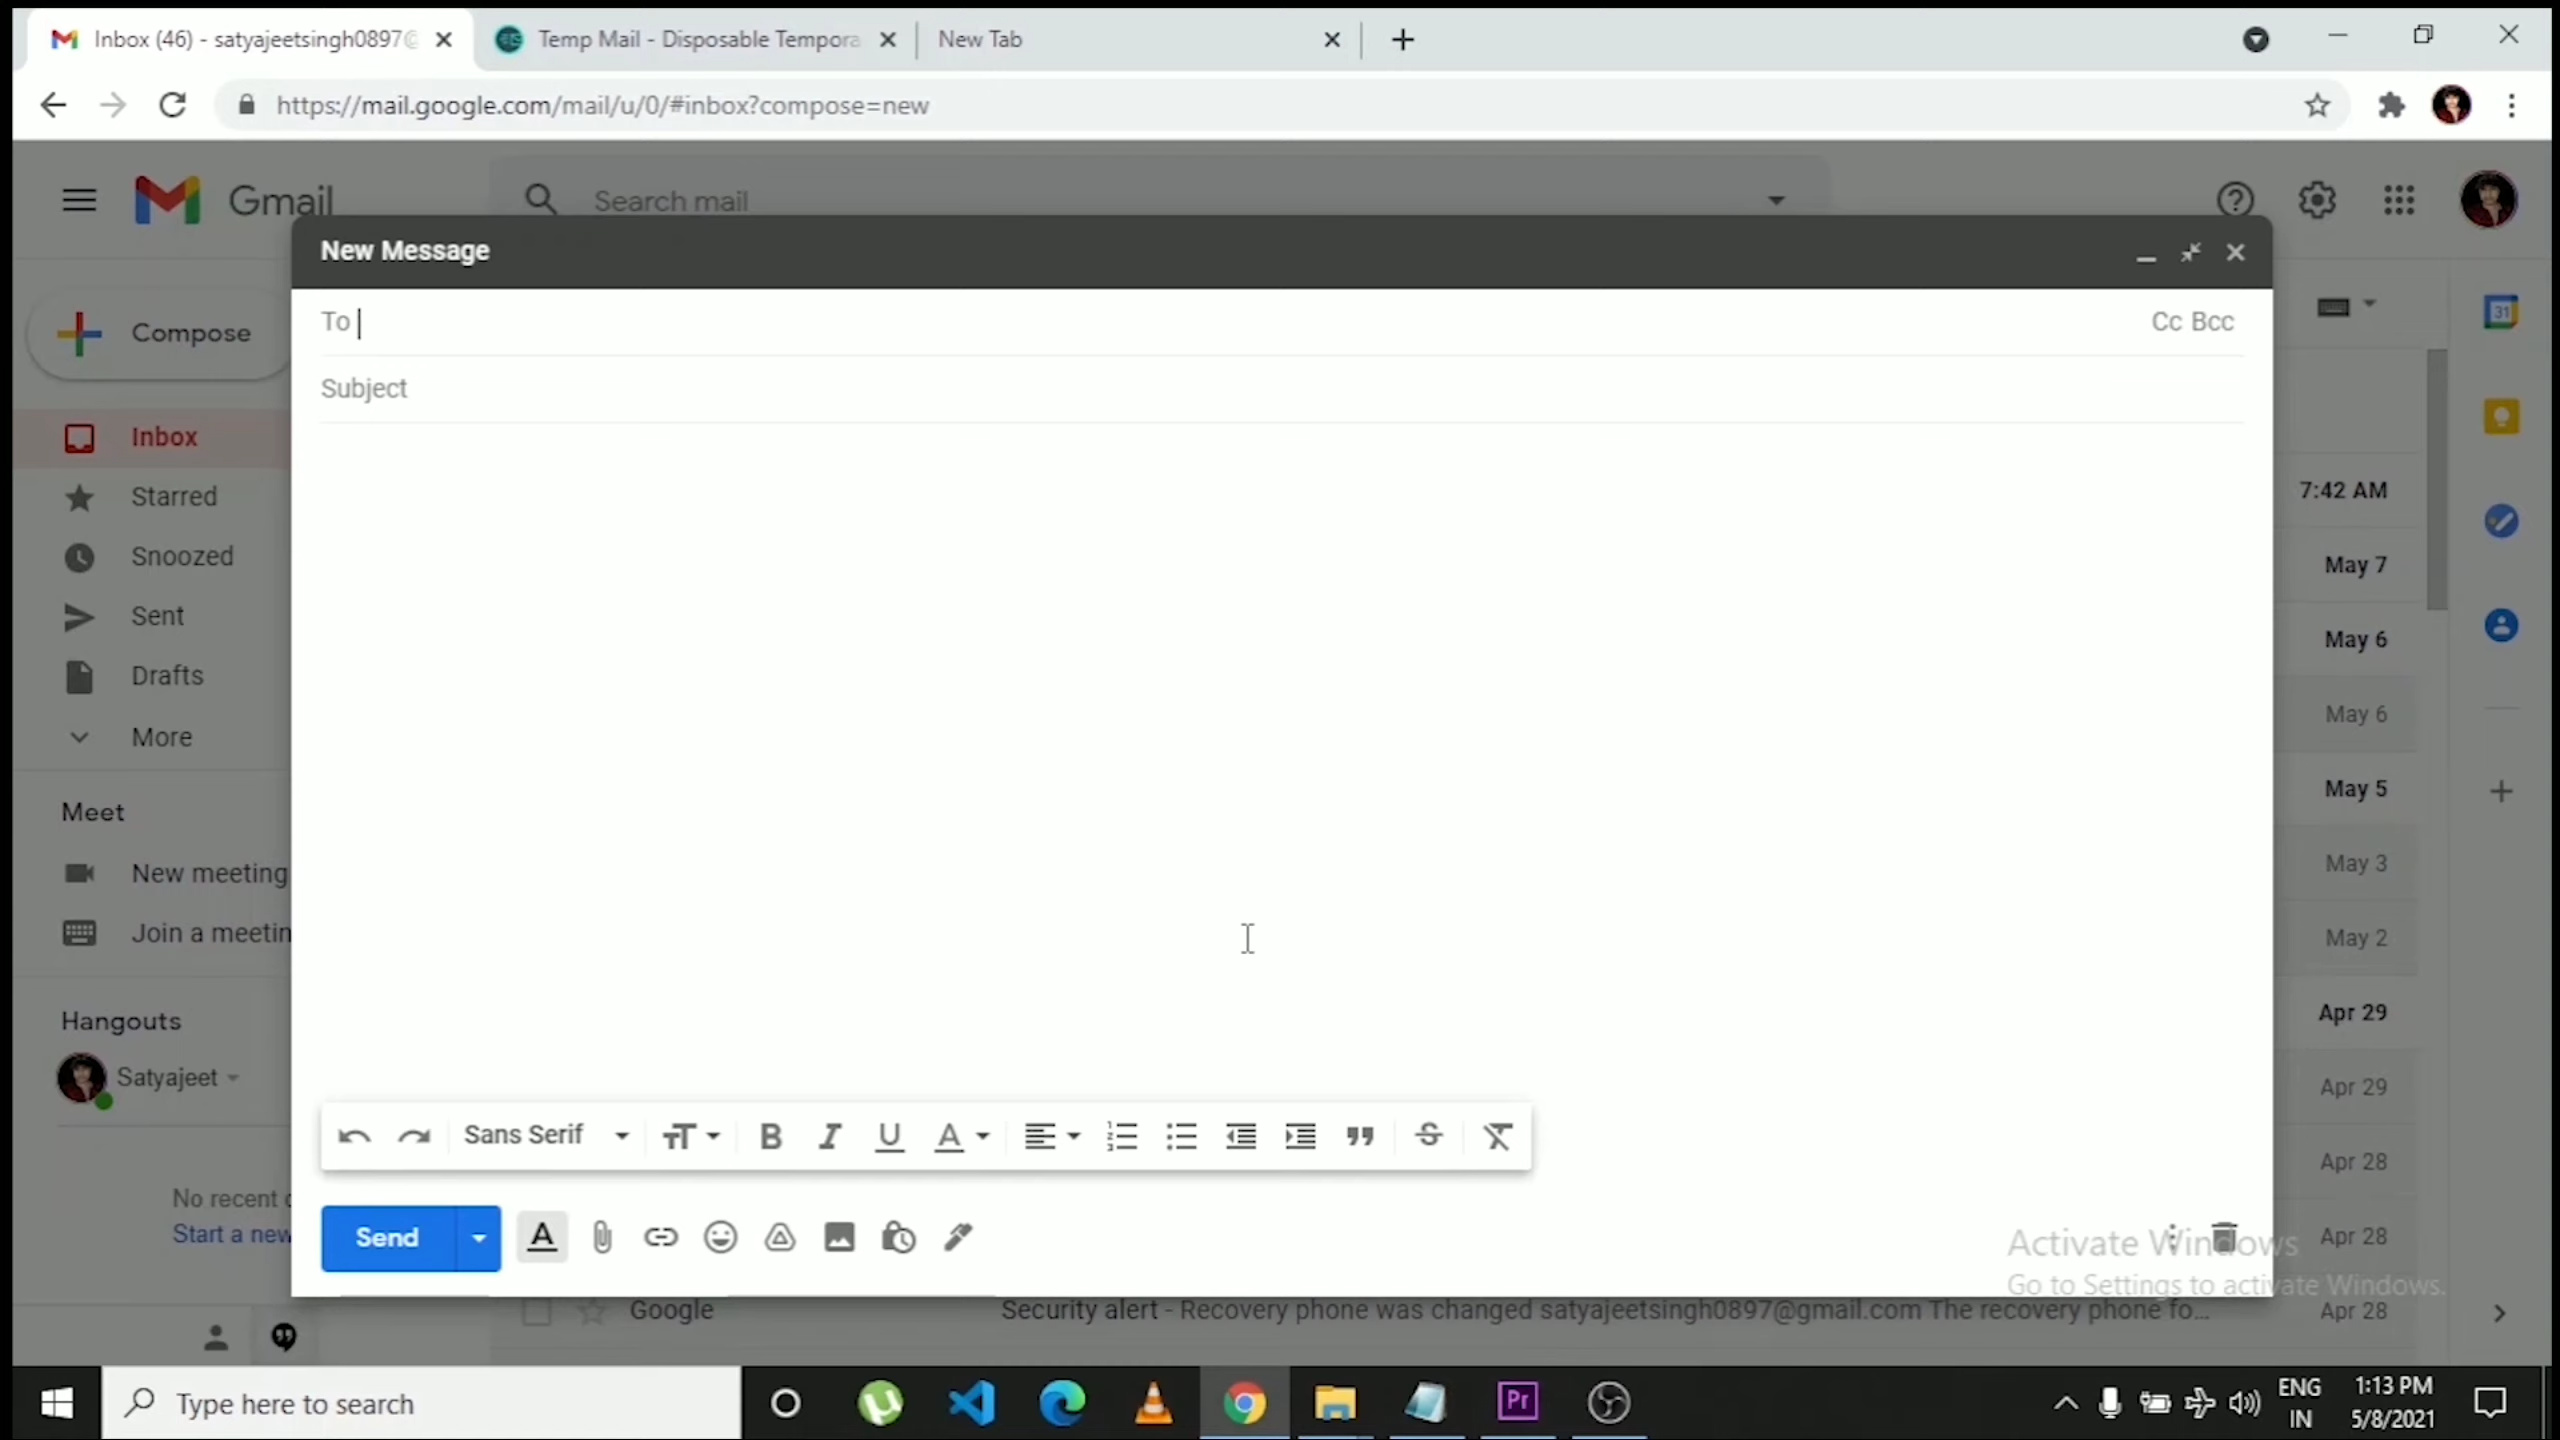 Inbox (46) - satyajeetsingh0897@
Temp Mail - Disposable Tempora
New Tab
https://mail.google.com/mail/u/0/#inbox?compose=new
Gmail
Search mail
New Message
To
Cc Bcc
Subject
Compose
Inbox
Starred
Snoozed
Sent
Drafts
More
Meet
New meeting
Join a meetin
Hangouts
Satyajeet
No recent c
Start a new
31
7:42 AM
May 7
May 6
May 6
May 5
May 3
May 2
Apr 29
Apr 29
Apr 28
Apr 28
Sans Serif
Send
Activate Windows
Go to Settings to activate Windows.
Google
Security alert - Recovery phone was changed satyajeetsingh0897@gmail.com The recovery phone fo...
Apr 28
Type here to search
Pr
ENG
IN
1:13 PM
5/8/2021